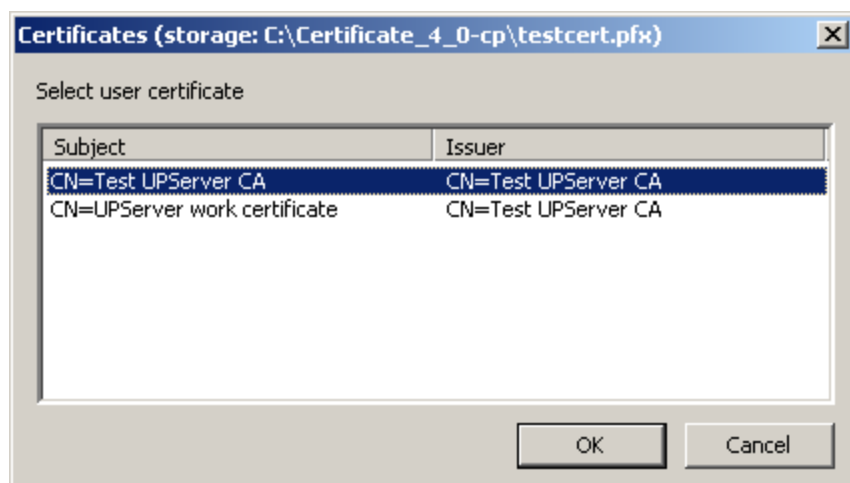 Certificates (storage: C:\Certificate_4_0-cp\testcert.pfx)
Select user certificate
Subject Issuer
CN=Test UPServer CA CN=Test UPServer CA
CN=UPServer work certificate CN=Test UPServer CA
OK Cancel